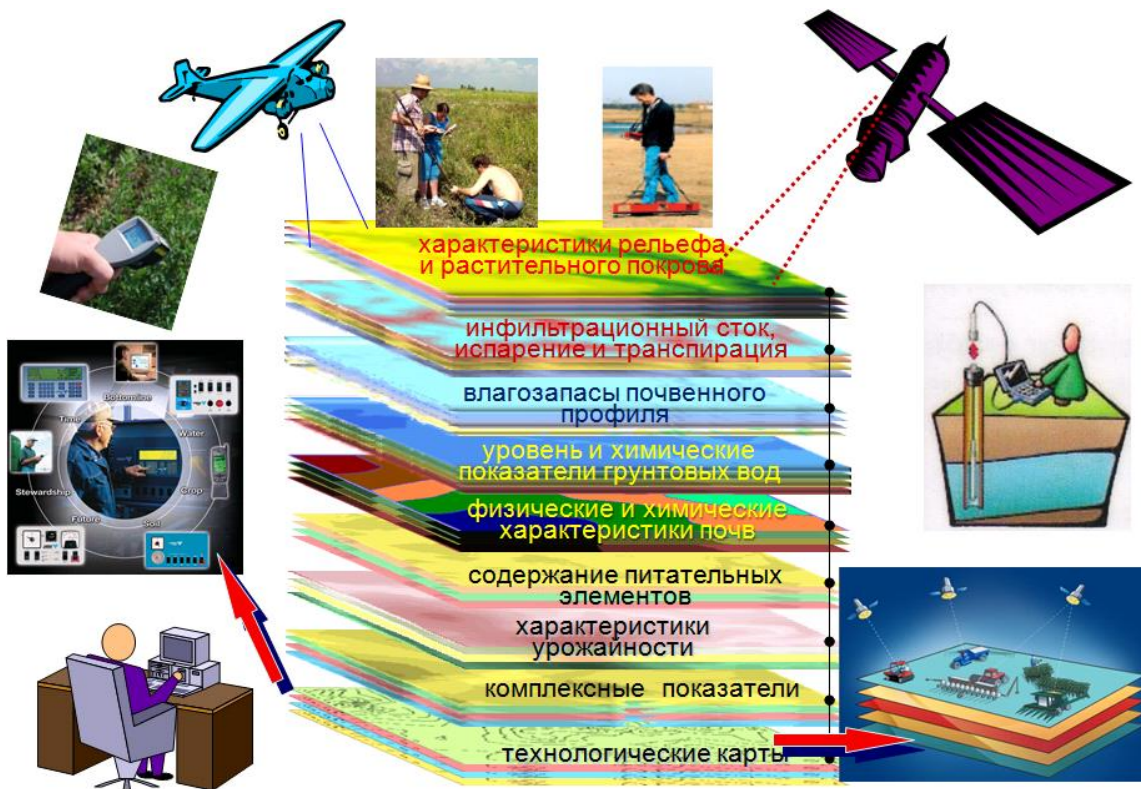 характеристики рельефа
и растительного покрова
инфильтрационный сток,
испарение и транспирация
влагозапасы почвенного
профиля
уровень и химические
показатели грунтовых вод
физические и химические
характеристики почв
содержание питательных
элементов
характеристики
урожайности
комплексные показатели
технологические карты
Bottomline
Time
Water
Stewardship
Crop
Future
Soil